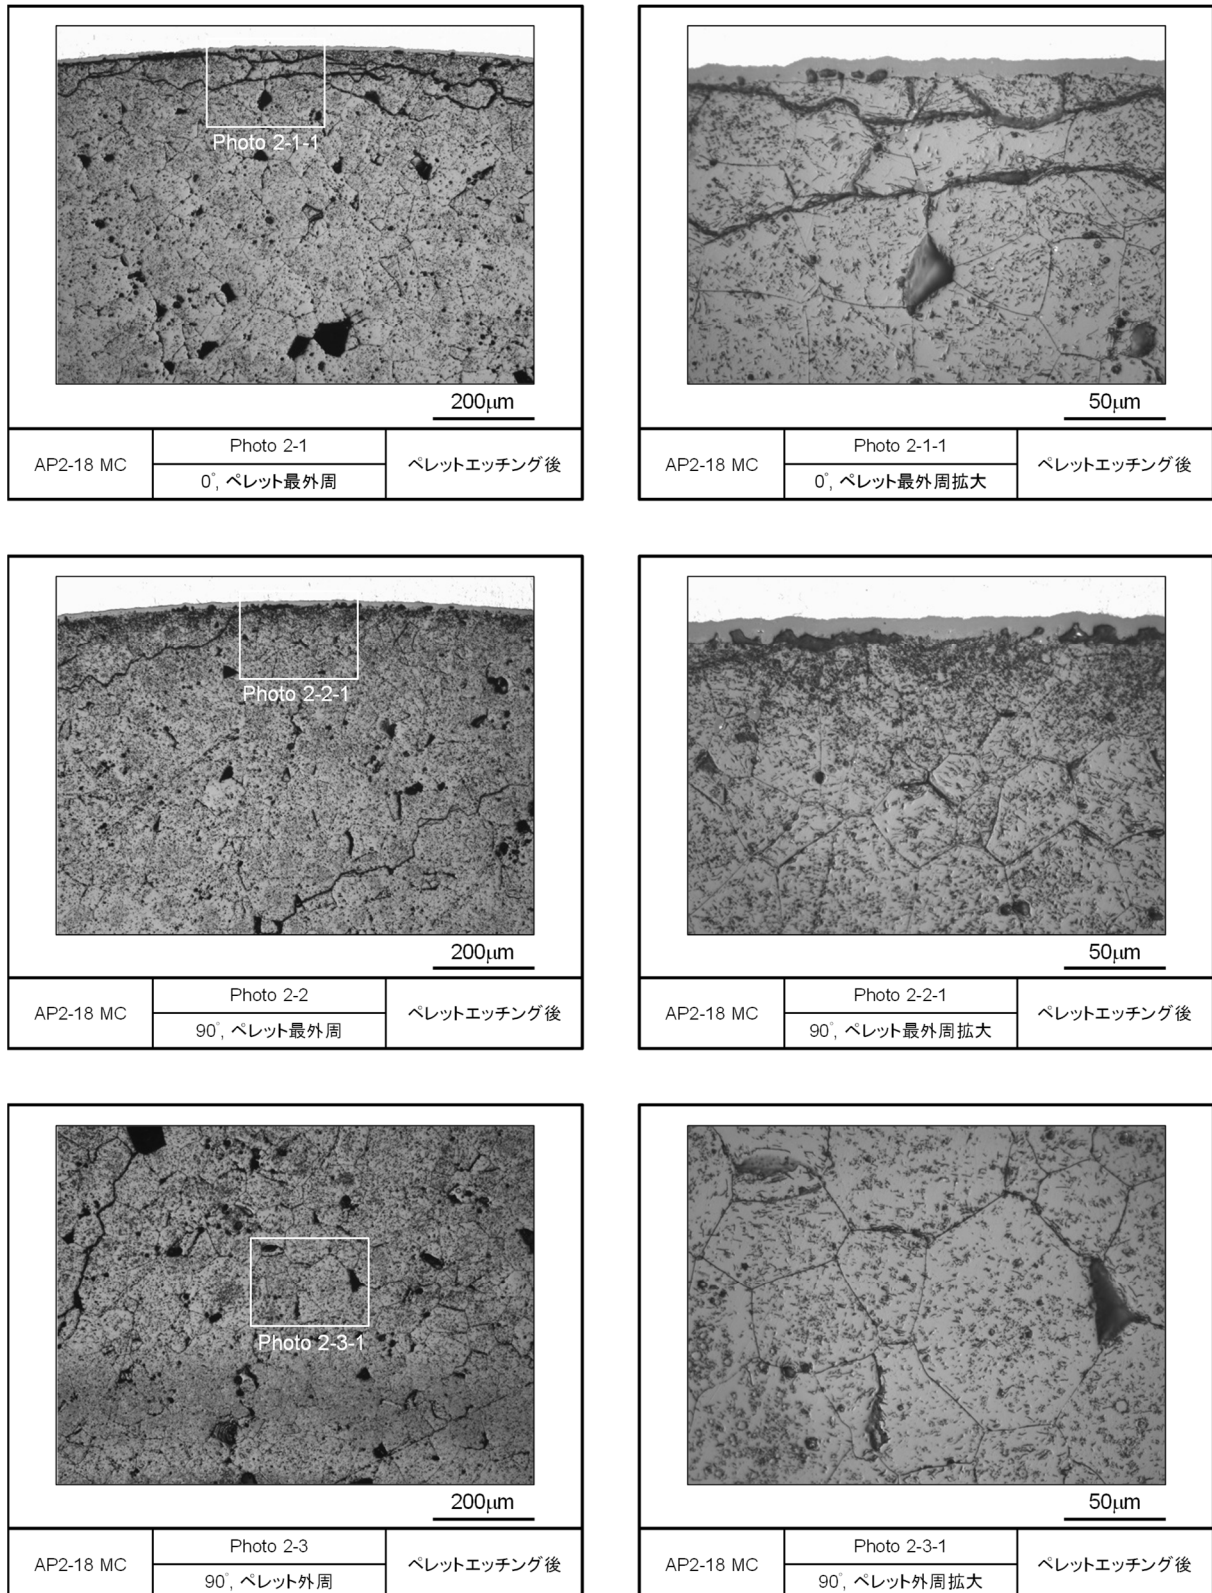 Photo 2-1-1
200μm
AP2-18 MC
Photo 2-1
0°, ペレット最外周
ペレットエッチング後
50μm
AP2-18 MC
Photo 2-1-1
0°, ペレット最外周拡大
ペレットエッチング後
Photo 2-2-1
200μm
AP2-18 MC
Photo 2-2
90°, ペレット最外周
ペレットエッチング後
50μm
AP2-18 MC
Photo 2-2-1
90°, ペレット最外周拡大
ペレットエッチング後
Photo 2-3-1
200μm
AP2-18 MC
Photo 2-3
90°, ペレット外周
ペレットエッチング後
50μm
AP2-18 MC
Photo 2-3-1
90°, ペレット外周拡大
ペレットエッチング後